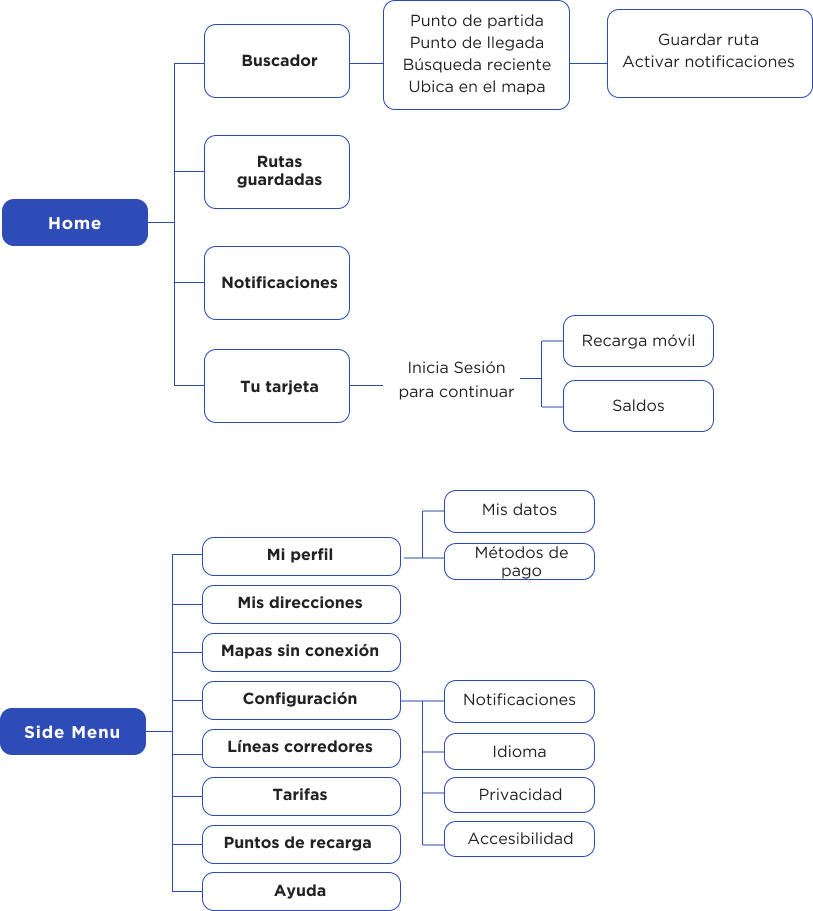 Home
Buscador
Punto de partida
Punto de llegada
Búsqueda reciente
Ubica en el mapa
Guardar ruta
Activar notificaciones
Rutas
guardadas
Notificaciones
Tu tarjeta
Inicia Sesión
para continuar
Recarga móvil
Saldos
Side Menu
Mi perfil
Mis datos
Métodos de
pago
Mis direcciones
Mapas sin conexión
Configuración
Notificaciones
Idioma
Privacidad
Accesibilidad
Líneas corredores
Tarifas
Puntos de recarga
Ayuda